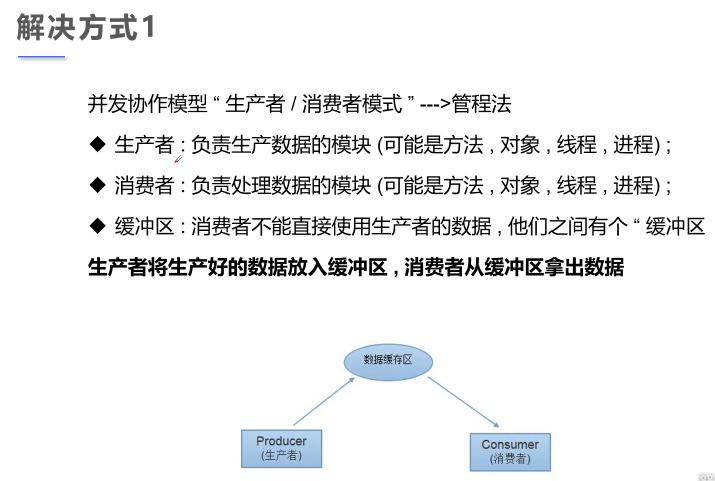 解决方式1
并发协作模型 “ 生产者 / 消费者模式 ” --->管程法
◆ 生产者 : 负责生产数据的模块 (可能是方法 , 对象 , 线程 , 进程) ;
◆ 消费者 : 负责处理数据的模块 (可能是方法 , 对象 , 线程 , 进程) ;
◆ 缓冲区 : 消费者不能直接使用生产者的数据 , 他们之间有个 “ 缓冲区
生产者将生产好的数据放入缓冲区 , 消费者从缓冲区拿出数据
数据缓存区
Producer
(生产者)
Consumer
(消费者)